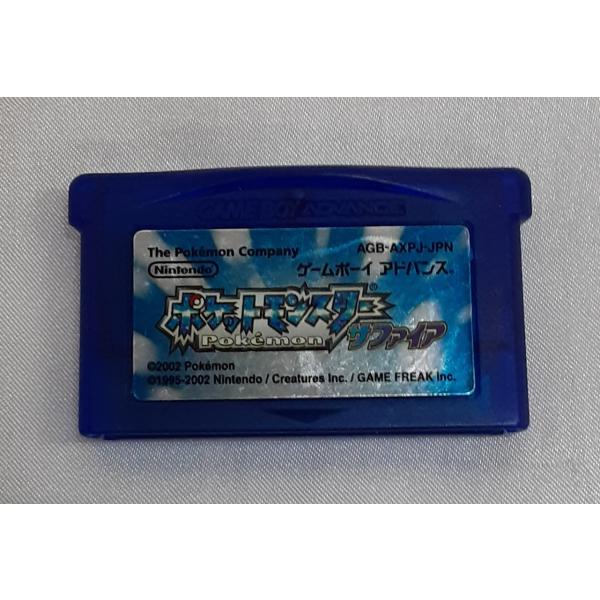 GAME BOY ADVANCE
The Pokémon Company AGB-AXPJ-JPN
Nintendo® ゲームボーイ アドバンス®
ポケットモンスター®
Pokémon サファイア
©2002 Pokémon
©1995-2002 Nintendo / Creatures Inc. / GAME FREAK Inc.